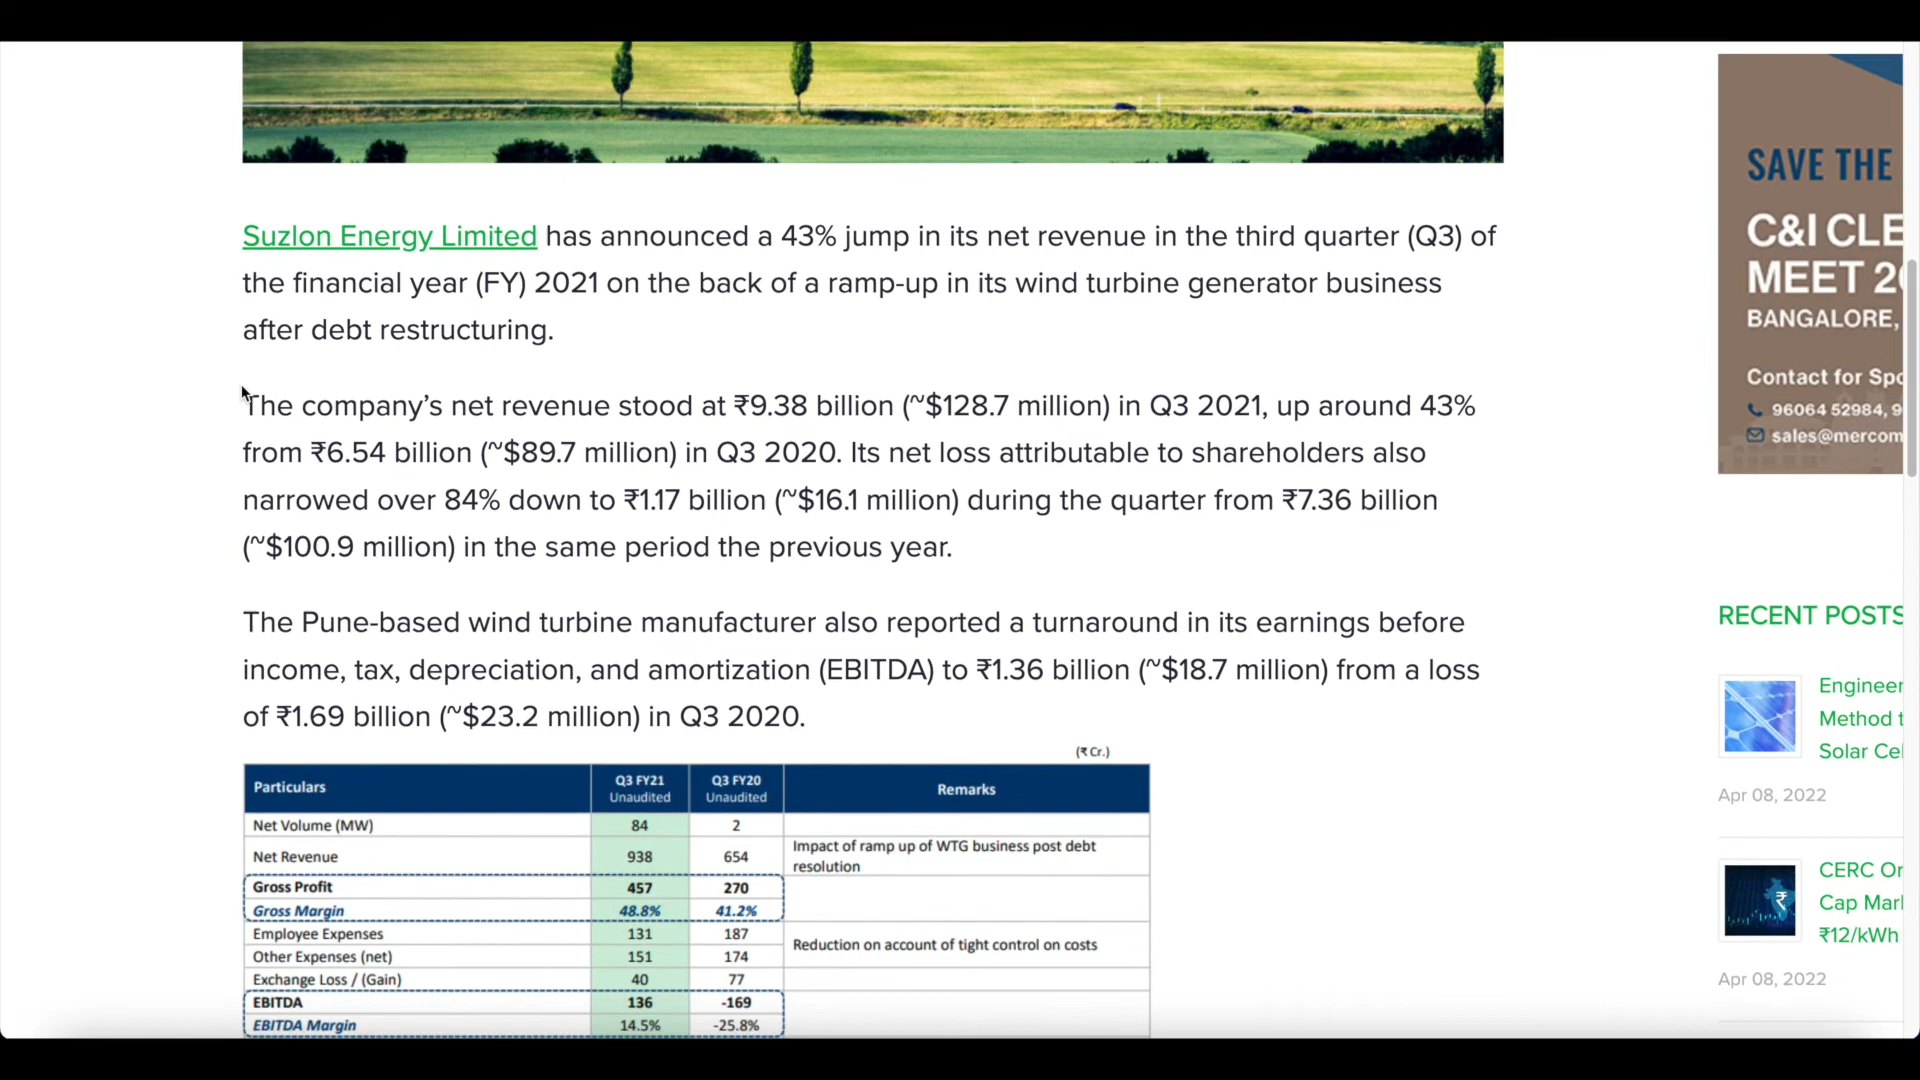 Suzlon Energy Limited has announced a 43% jump in its net revenue in the third quarter (Q3) of
the financial year (FY) 2021 on the back of a ramp-up in its wind turbine generator business
after debt restructuring.
The company’s net revenue stood at ₹9.38 billion (~$128.7 million) in Q3 2021, up around 43%
from ₹6.54 billion (~$89.7 million) in Q3 2020. Its net loss attributable to shareholders also
narrowed over 84% down to ₹1.17 billion (~$16.1 million) during the quarter from ₹7.36 billion
(~$100.9 million) in the same period the previous year.
The Pune-based wind turbine manufacturer also reported a turnaround in its earnings before
income, tax, depreciation, and amortization (EBITDA) to ₹1.36 billion (~$18.7 million) from a loss
of ₹1.69 billion (~$23.2 million) in Q3 2020.
(₹ Cr.)
Particulars Q3 FY21 Unaudited Q3 FY20 Unaudited Remarks
Net Volume (MW) 84 2
Net Revenue 938 654 Impact of ramp up of WTG business post debt
resolution
Gross Profit 457 270
Gross Margin 48.8% 41.2%
Employee Expenses 131 187
Other Expenses (net) 151 174
Reduction on account of tight control on costs
Exchange Loss / (Gain) 40 77
EBITDA 136 -169
EBITDA Margin 14.5% -25.8%
SAVE THE
C&I CLE
MEET 20
BANGALORE,
Contact for Spo
96064 52984, 9
sales@mercom
RECENT POSTS
Engineer
Method t
Solar Cel
Apr 08, 2022
CERC Or
Cap Mar
₹12/kWh
Apr 08, 2022